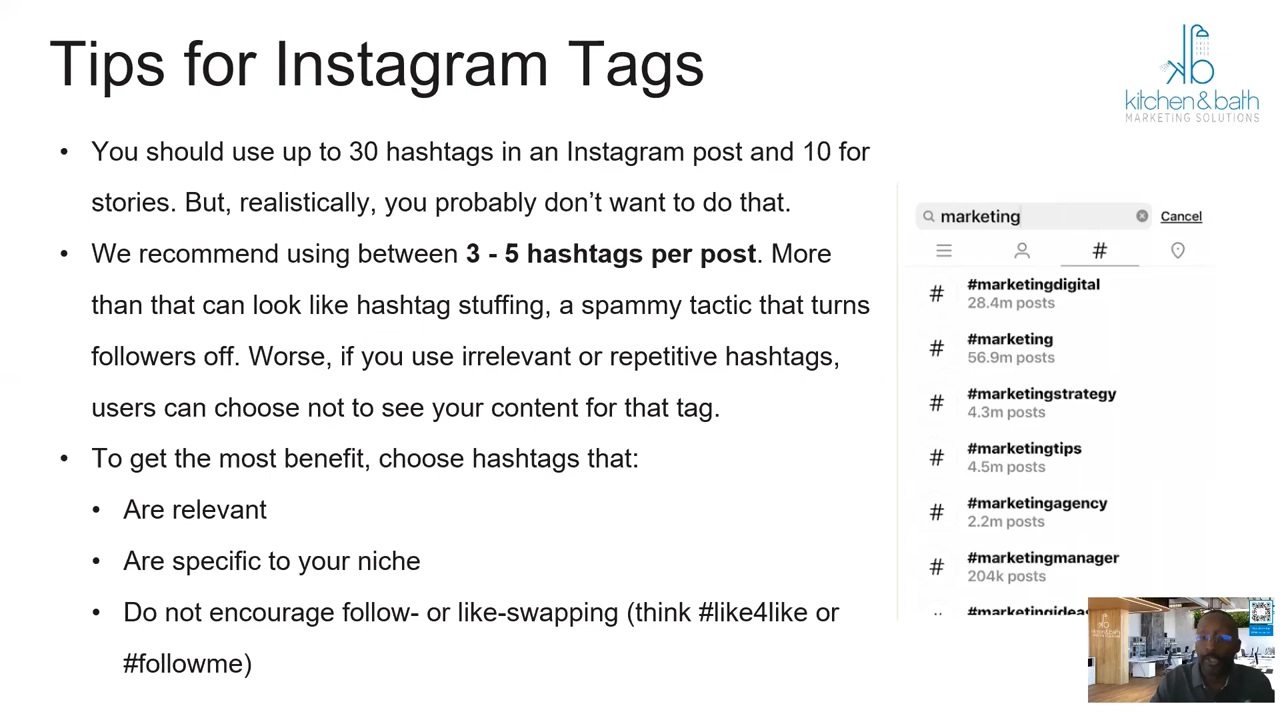 Tips for Instagram Tags
kitchen & bath
MARKETING SOLUTIONS
• You should use up to 30 hashtags in an Instagram post and 10 for
stories. But, realistically, you probably don’t want to do that.
• We recommend using between 3 - 5 hashtags per post. More
than that can look like hashtag stuffing, a spammy tactic that turns
followers off. Worse, if you use irrelevant or repetitive hashtags,
users can choose not to see your content for that tag.
• To get the most benefit, choose hashtags that:
• Are relevant
• Are specific to your niche
• Do not encourage follow- or like-swapping (think #like4like or
#followme)
marketing
Cancel
#
# #marketingdigital
28.4m posts
# #marketing
56.9m posts
# #marketingstrategy
4.3m posts
# #marketingtips
4.5m posts
# #marketingagency
2.2m posts
# #marketingmanager
204k posts
#marketingideas
kitchen & bath